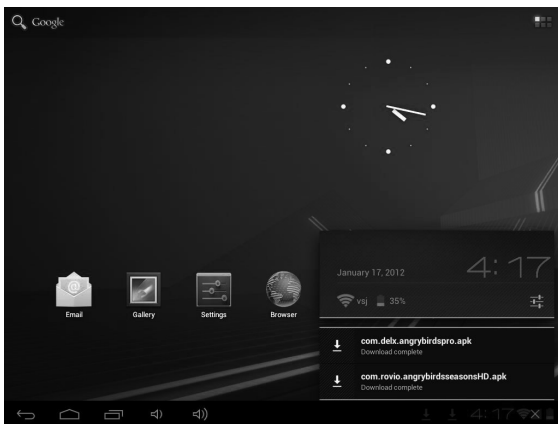 Google
4:17
January 17, 2012
vsj 35%
Email Gallery Settings Browser
com.delx.angrybirdspro.apk
Download complete
com.rovio.angrybirdsseasonsHD.apk
Download complete
4:17